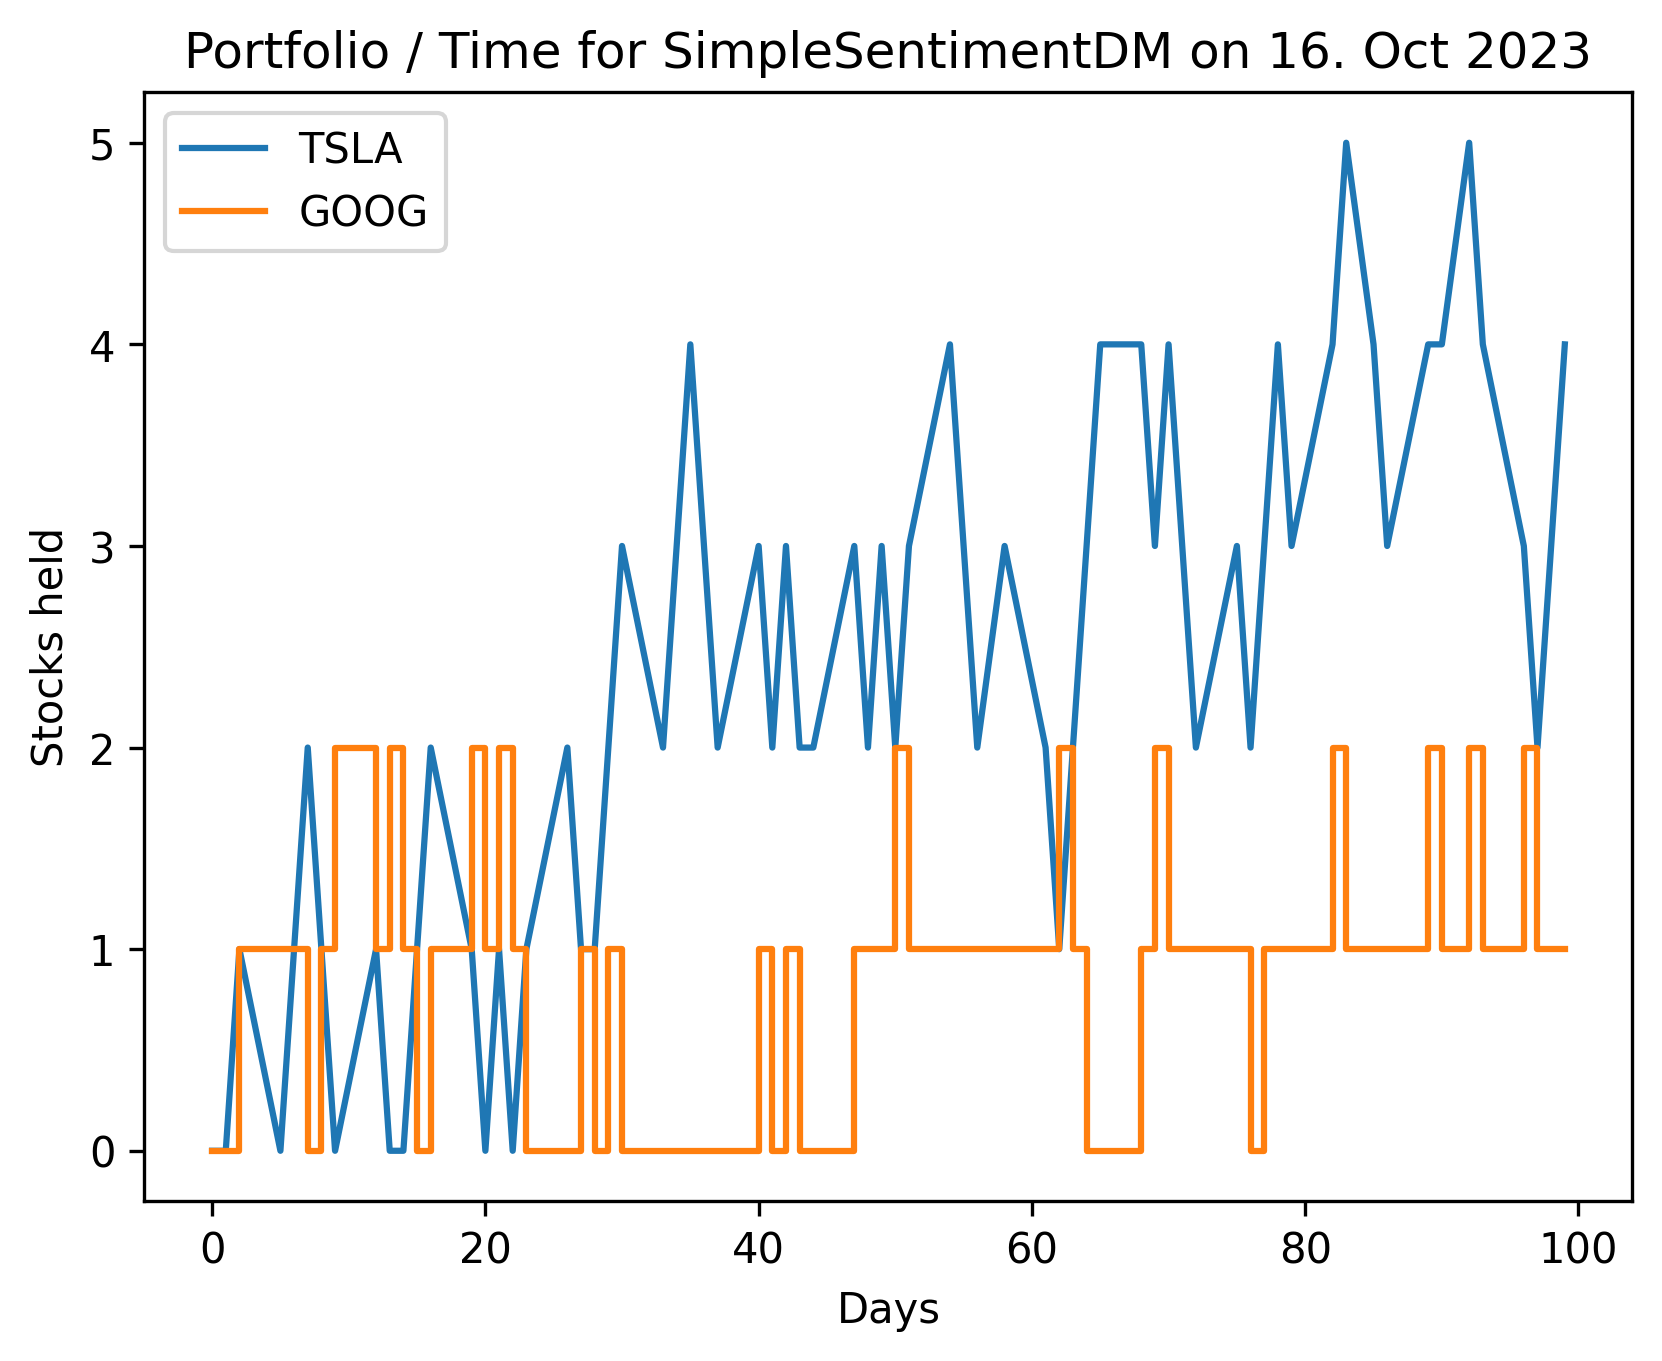 Portfolio / Time for SimpleSentimentDM on 16. Oct 2023
TSLA
GOOG
5
4
3
2
1
0
Stocks held
0 20 40 60 80 100
Days